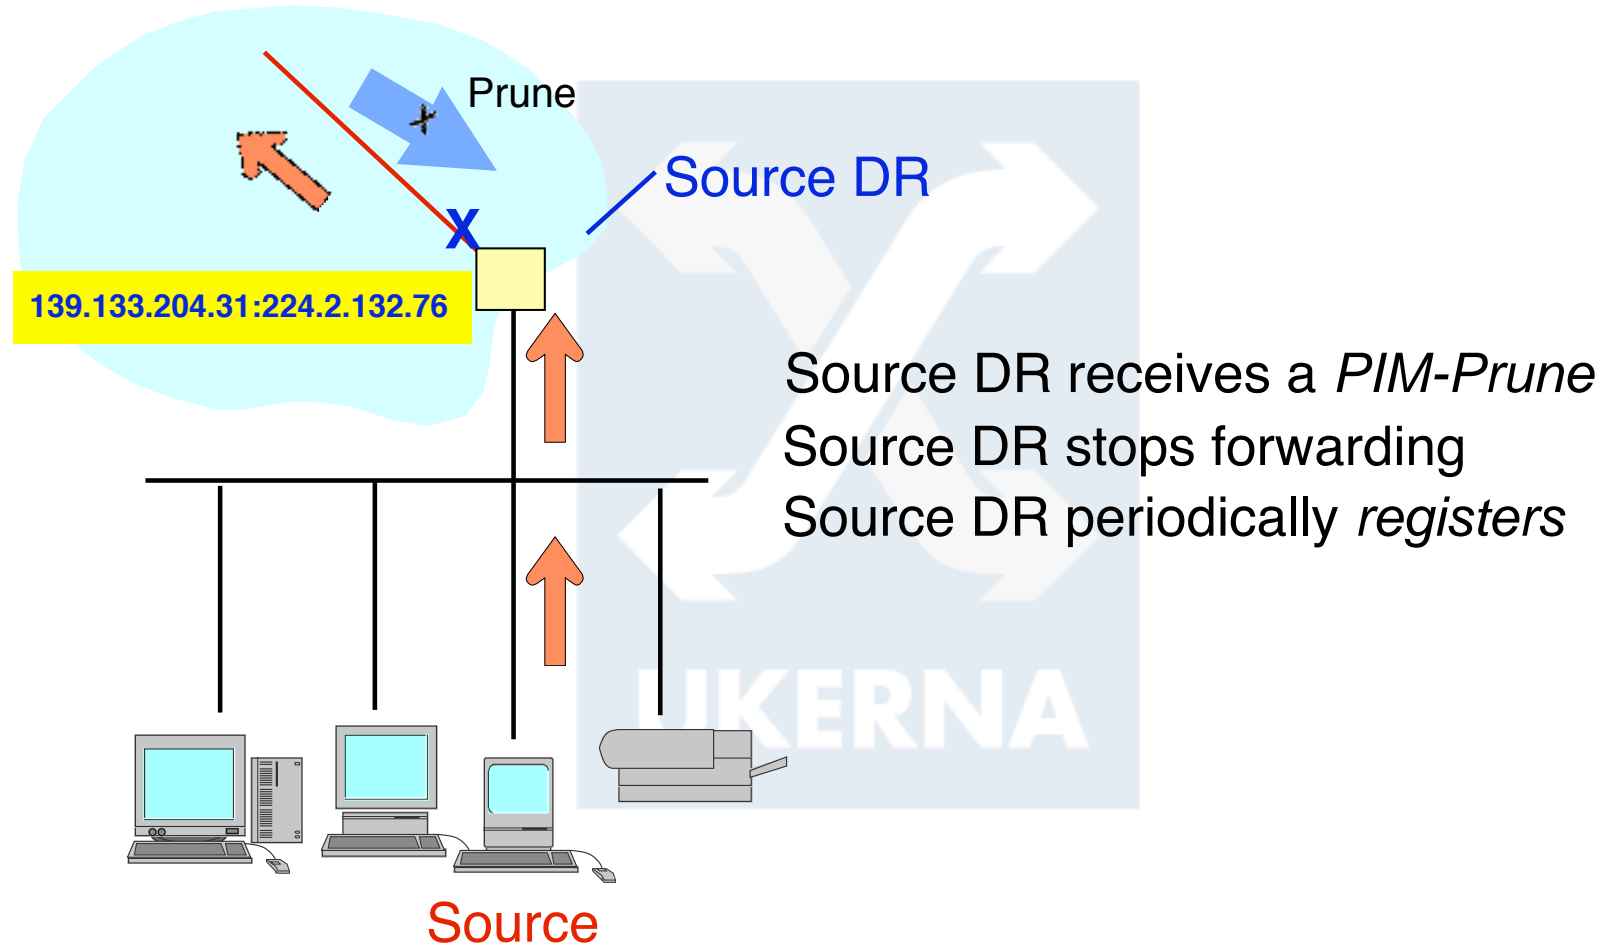 Prune
Source DR
139.133.204.31:224.2.132.76
Source DR receives a PIM-Prune
Source DR stops forwarding
Source DR periodically registers
UKERNA
Source